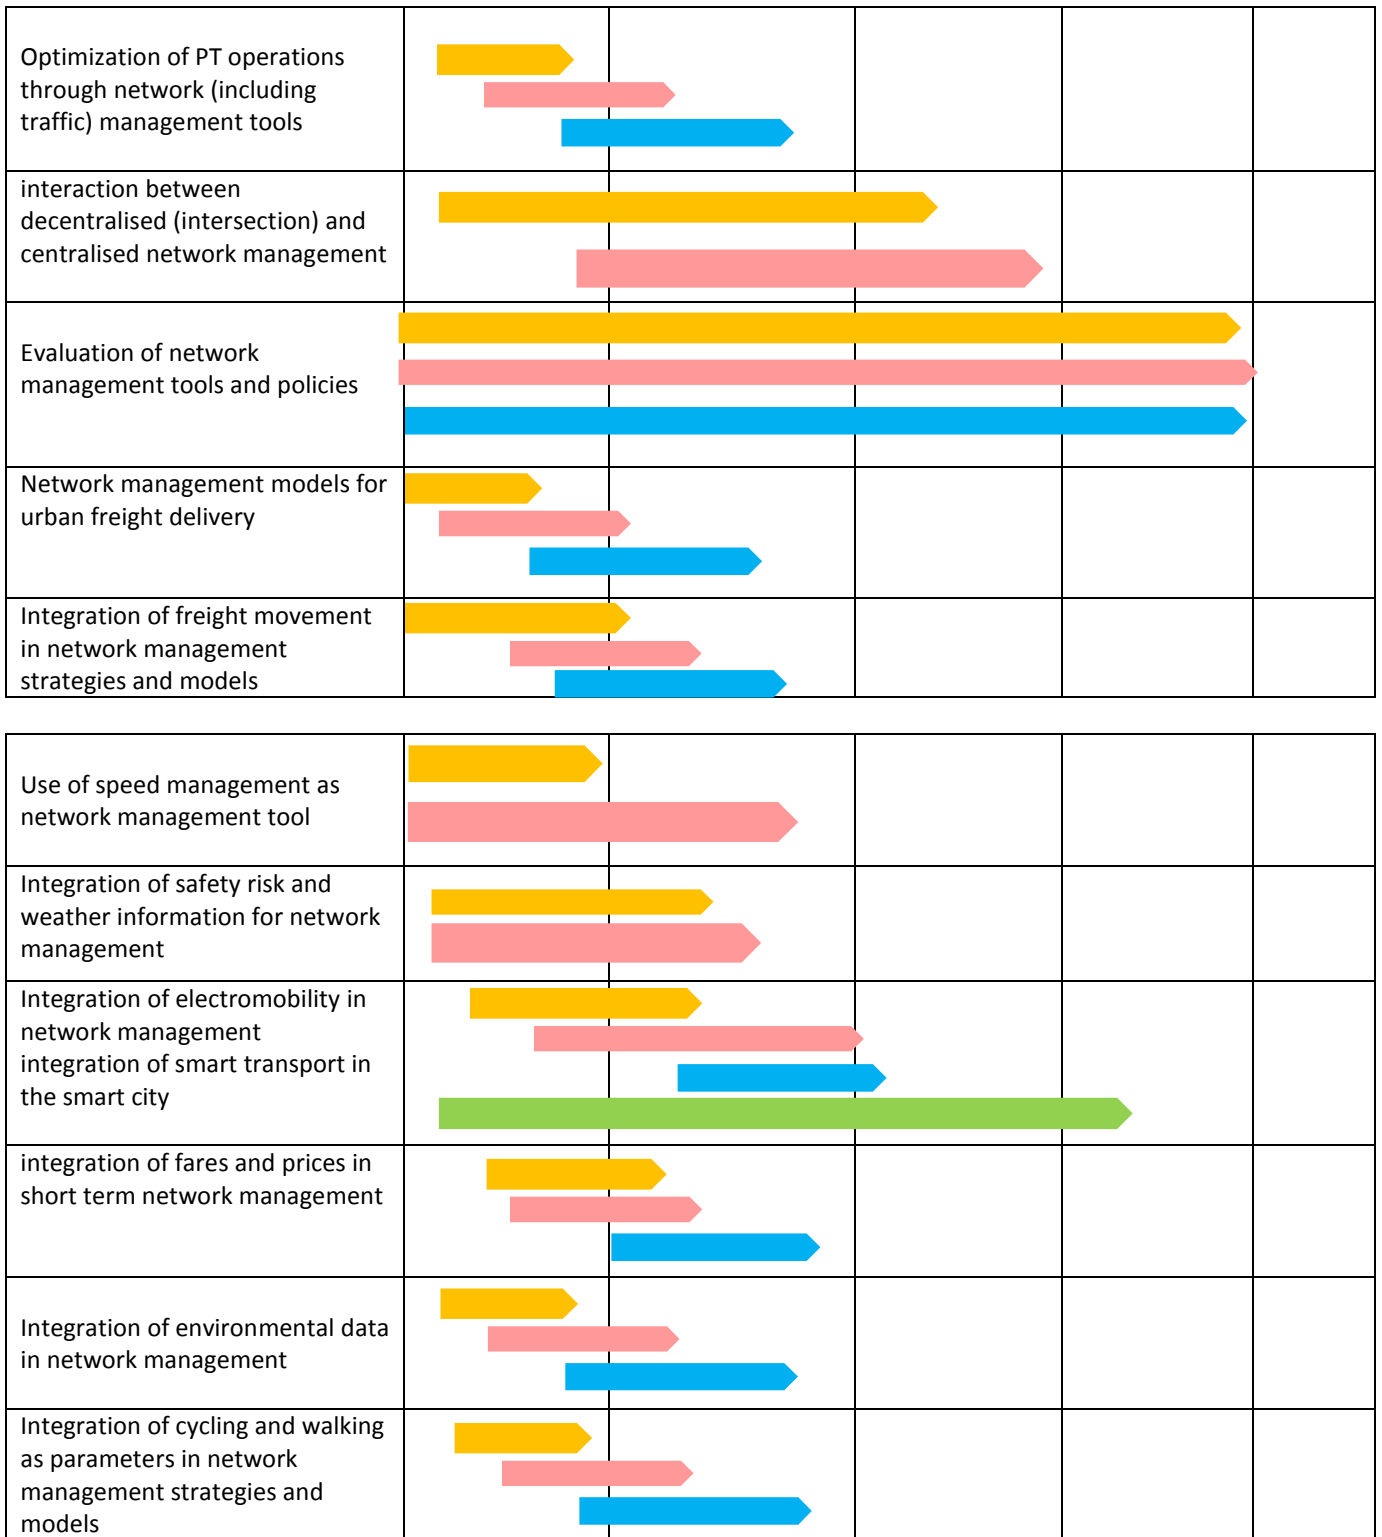 Optimization of PT operations
through network (including
traffic) management tools
interaction between
decentralised (intersection) and
centralised network management
Evaluation of network
management tools and policies
Network management models for
urban freight delivery
Integration of freight movement
in network management
strategies and models
Use of speed management as
network management tool
Integration of safety risk and
weather information for network
management
Integration of electromobility in
network management
integration of smart transport in
the smart city
integration of fares and prices in
short term network management
Integration of environmental data
in network management
Integration of cycling and walking
as parameters in network
management strategies and
models